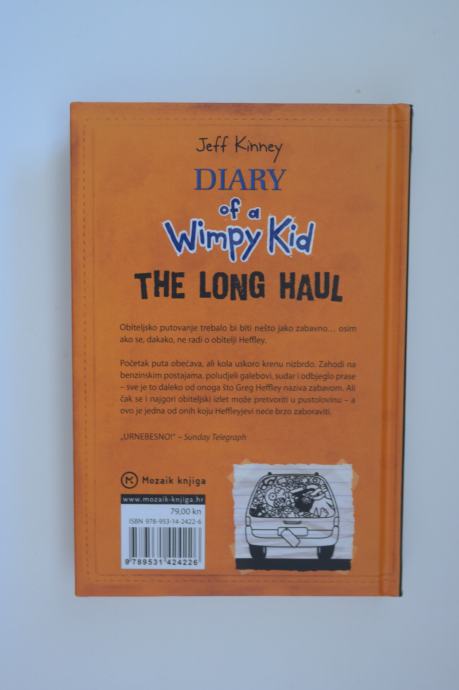 Jeff Kinney
DIARY
of a
Wimpy Kid
THE LONG HAUL
Obiteljsko putovanje trebalo bi biti nešto jako zabavno... osim
ako se, dakako, ne radi o obitelji Heffley.
Početak puta obećava, ali kola uskoro krenu nizbrdo. Zahodi na
benzinskim postajama, poludjeli galebovi, sudar i odbjeglo prase
– sve je to daleko od onoga što Greg Heffley naziva zabavom. Ali
čak se i najgori obiteljski izlet može pretvoriti u pustolovinu – a
ovo je jedna od onih koju Heffleyjevi neće brzo zaboraviti.
„URNEBESNO!” – Sunday Telegraph
M Mozaik knjiga
www.mozaik-knjiga.hr
79,00 kn
ISBN 978-953-14-2422-6
9 789531 424226